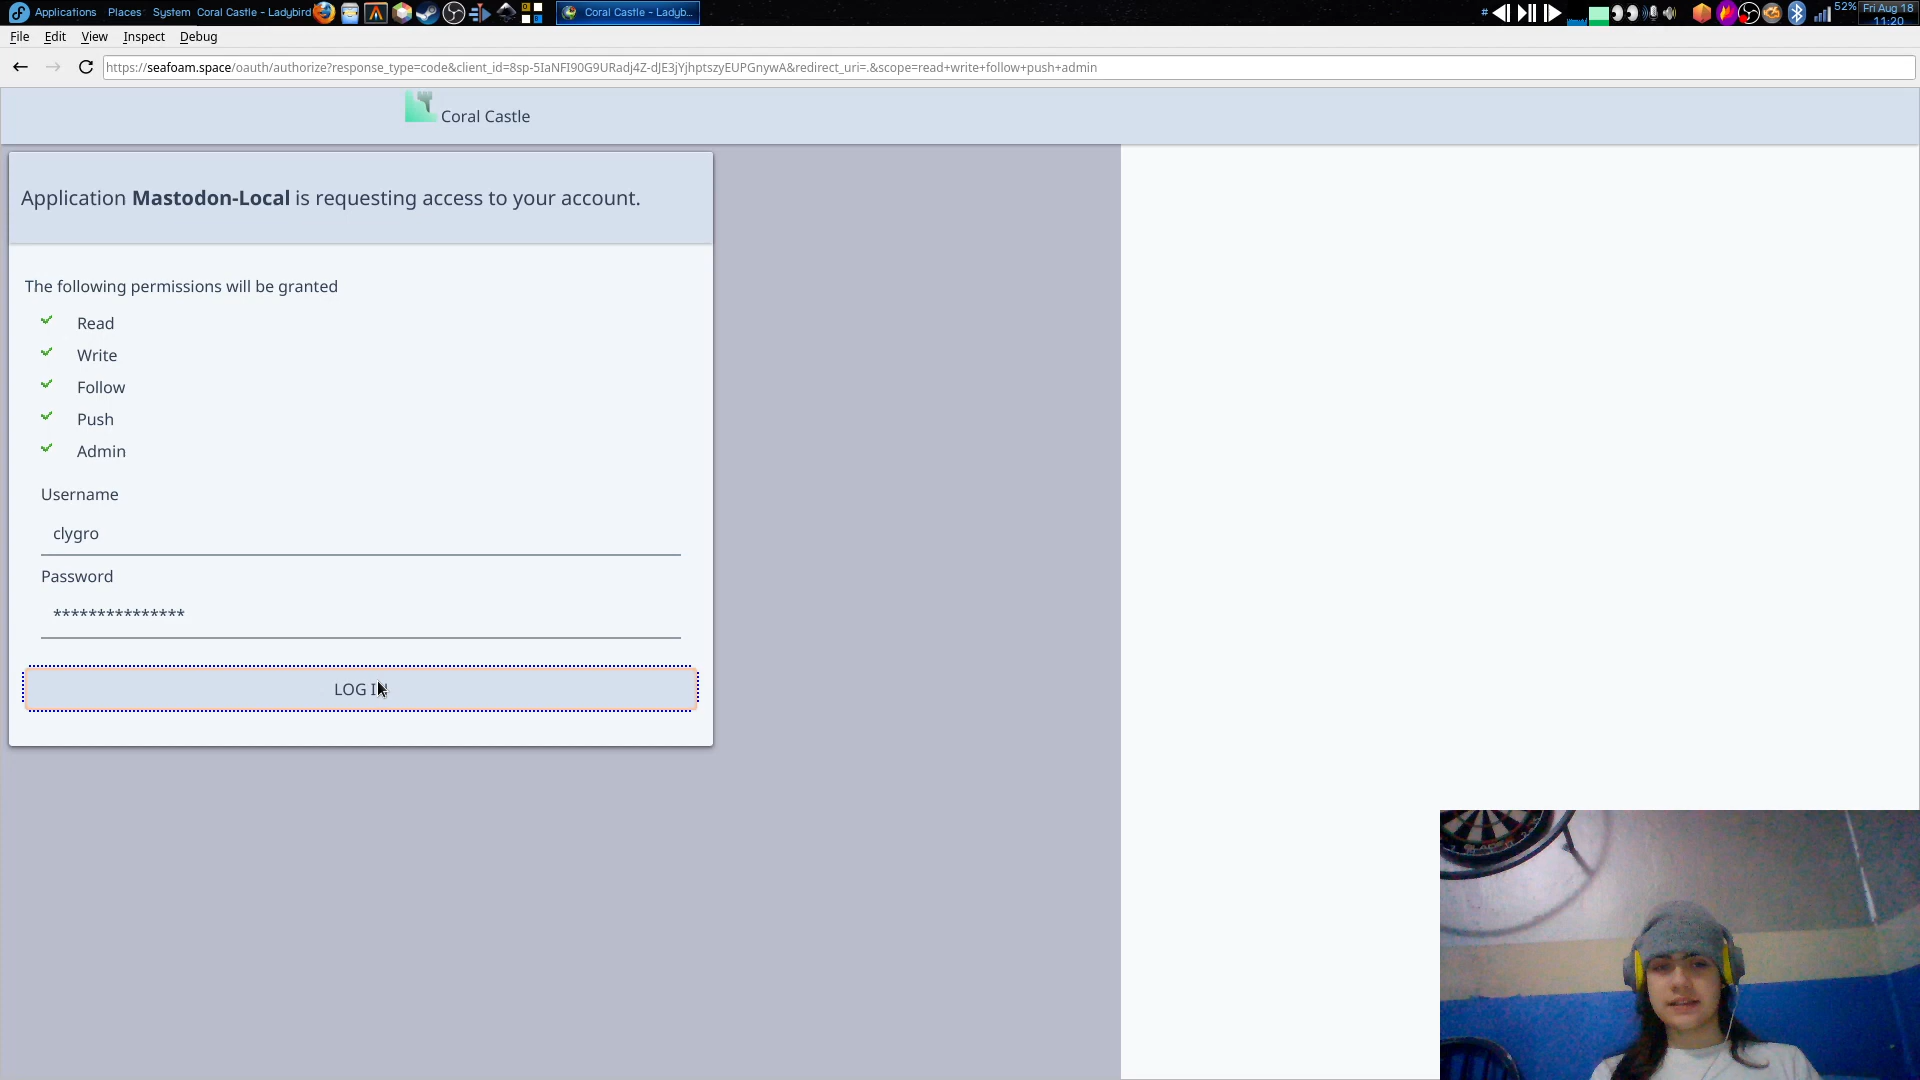 Applications Places System Coral Castle - Ladybird
Coral Castle - Ladyb...
#
52%
Fri Aug 18
11:20
File Edit View Inspect Debug
https://seafoam.space/oauth/authorize?response_type=code&client_id=8sp-5IaNFI90G9URadj4Z-dJE3jYjhptszyEUPGnywA&redirect_uri=.&scope=read+write+follow+push+admin
Coral Castle
Application Mastodon-Local is requesting access to your account.
The following permissions will be granted
Read
Write
Follow
Push
Admin
Username
clygro
Password
***************
LOG IN